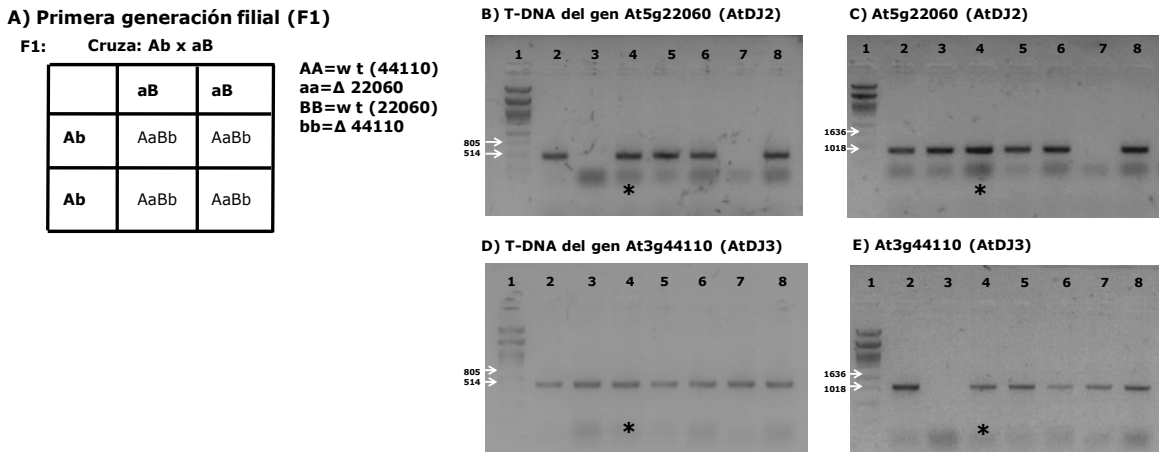 A) Primera generación filial (F1)
F1: Cruza: Ab x aB
aB aB
Ab AaBb AaBb
Ab AaBb AaBb
AA=w t (44110)
aa=Δ 22060
BB=w t (22060)
bb=Δ 44110
B) T-DNA del gen At5g22060 (AtDJ2)
1 2 3 4 5 6 7 8
805
514
*
C) At5g22060 (AtDJ2)
1 2 3 4 5 6 7 8
1636
1018
*
D) T-DNA del gen At3g44110 (AtDJ3)
1 2 3 4 5 6 7 8
805
514
*
E) At3g44110 (AtDJ3)
1 2 3 4 5 6 7 8
1636
1018
*